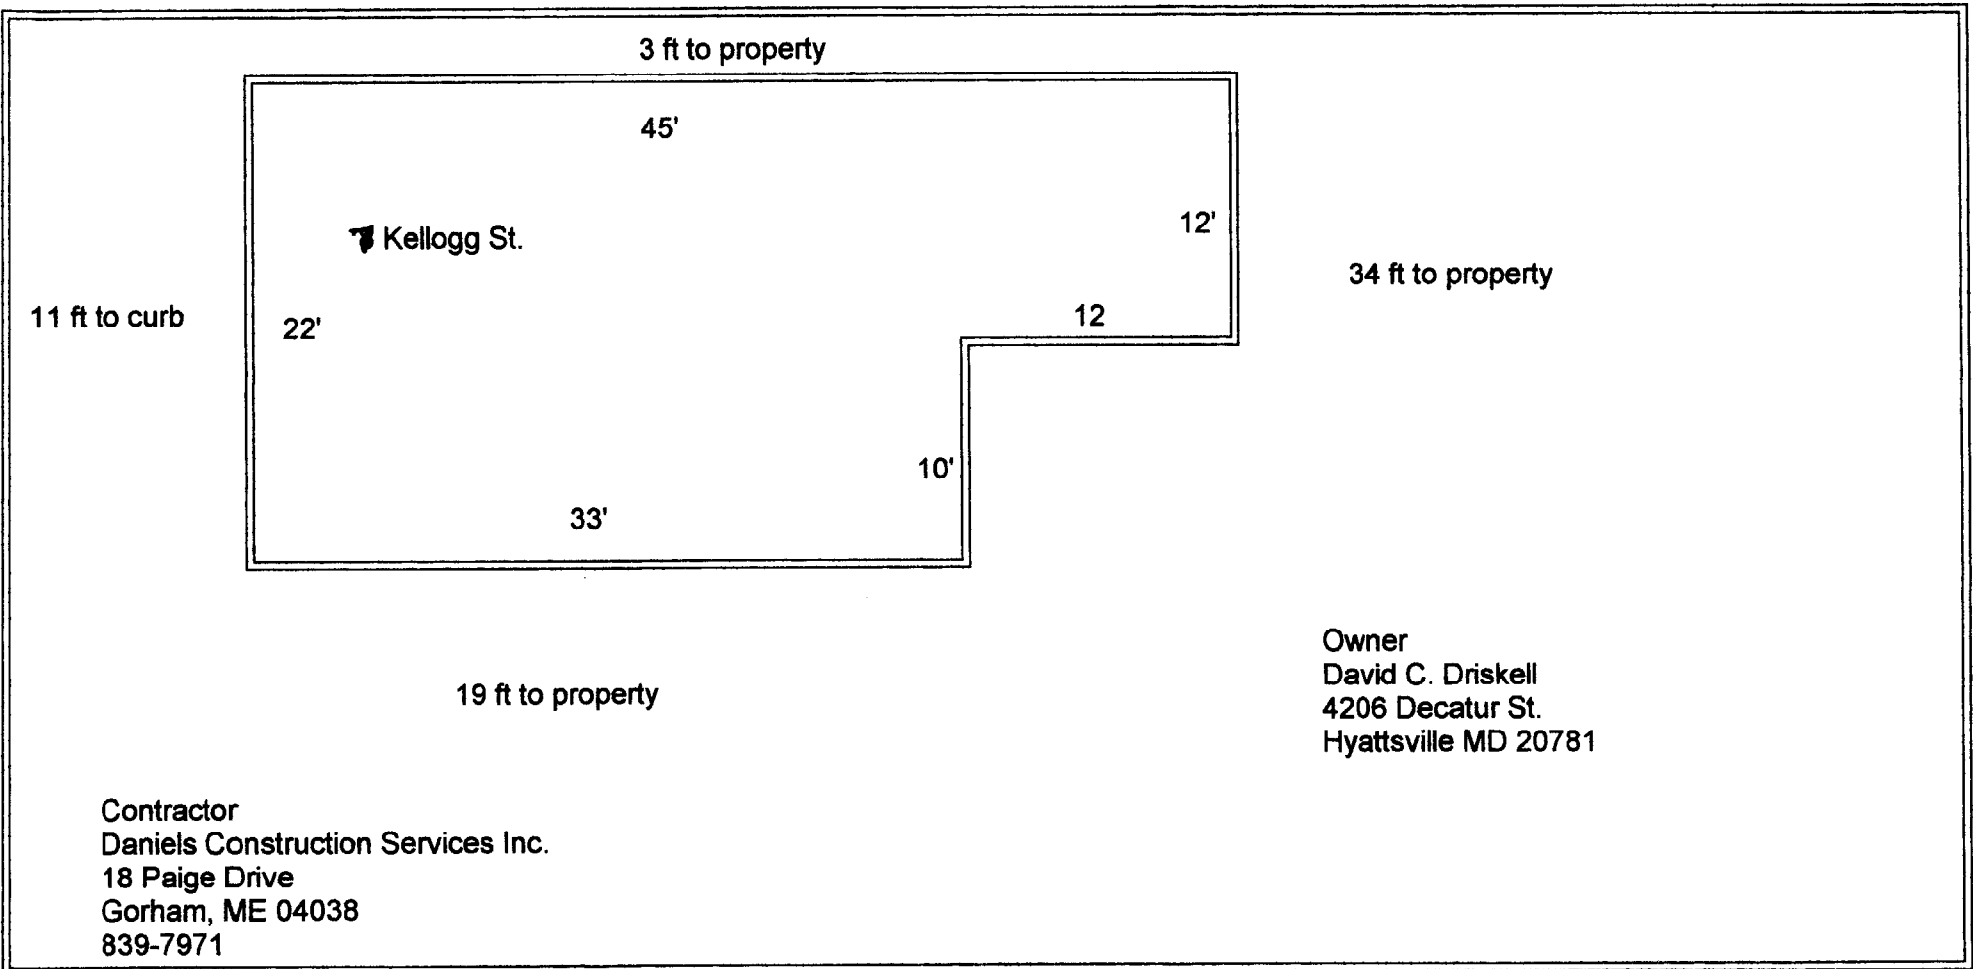 3 ft to property
45'
12'
Kellogg St.
34 ft to property
11 ft to curb
22'
12
10'
33'
19 ft to property
Owner
David C. Driskell
4206 Decatur St.
Hyattsville MD 20781
Contractor
Daniels Construction Services Inc.
18 Paige Drive
Gorham, ME 04038
839-7971